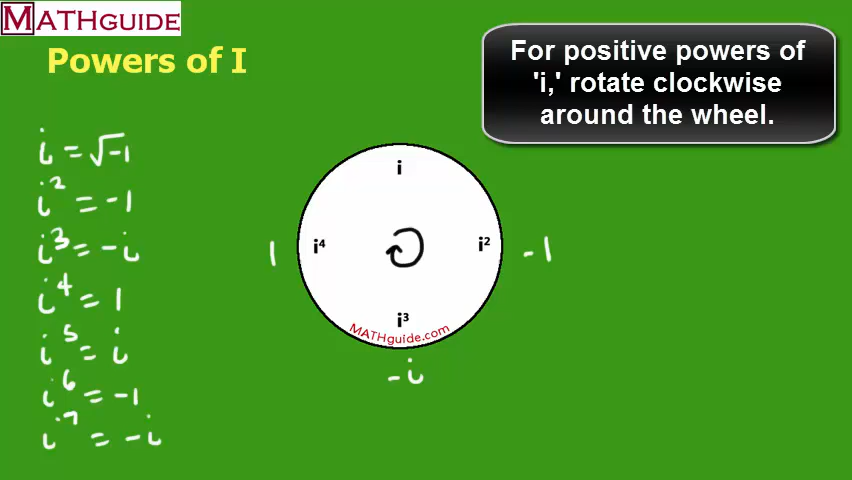 MATHGUIDE
Powers of I
For positive powers of
'i,' rotate clockwise
around the wheel.
i = √-1
i² = -1
i³ = -i
i⁴ = 1
i⁵ = i
i⁶ = -1
i⁷ = -i
i
1
i⁴
i²
-1
i³
MATHguide.com
-i